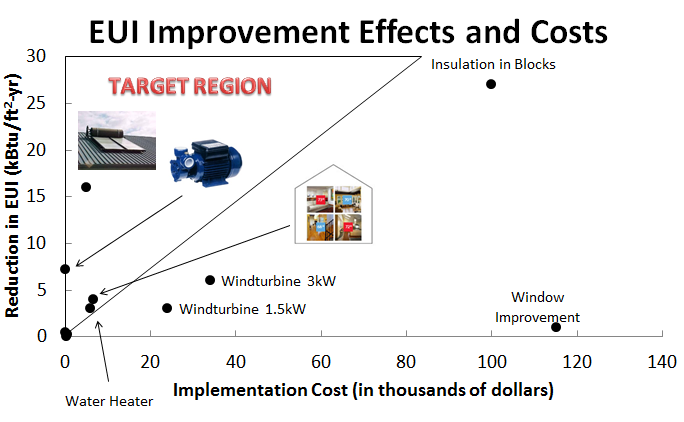 EUI Improvement Effects and Costs
30
25
20
15
10
5
0
Reduction in EUI (kBtu/ft²-yr)
TARGET REGION
Insulation in Blocks
Windturbine 3kW
Windturbine 1.5kW
Window
Improvement
0 20 40 60 80 100 120 140
Implementation Cost (in thousands of dollars)
Water Heater